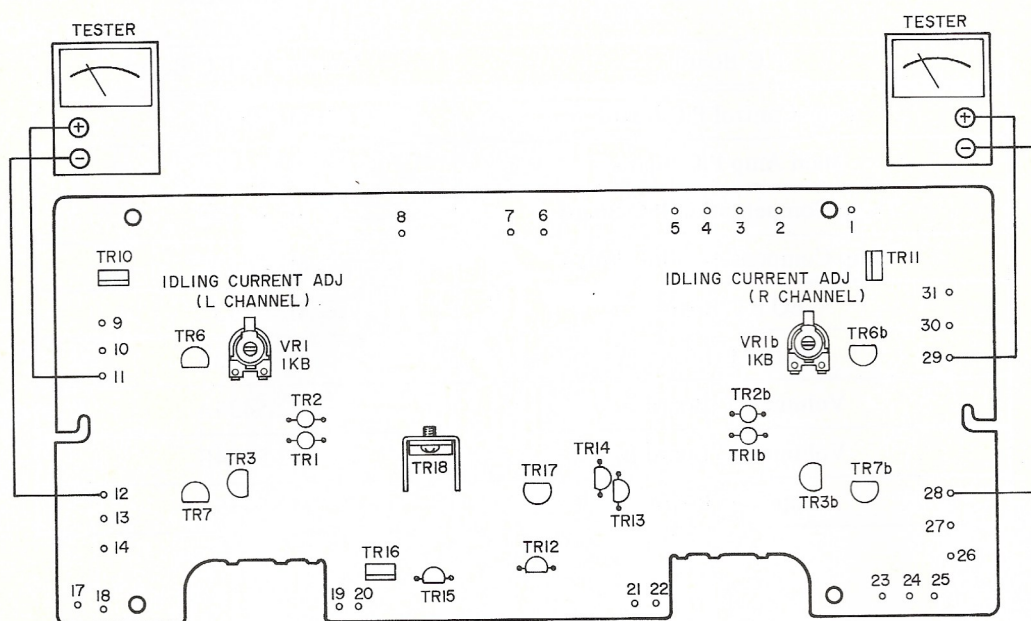 TESTER
TESTER
+
−
+
−
8
7
6
5
4
3
2
1
TR10
TR11
IDLING CURRENT ADJ
(L CHANNEL)
IDLING CURRENT ADJ
(R CHANNEL)
31
9
TR6
VR1
1KB
VR1b
1KB
TR6b
30
10
29
11
TR2
TR2b
TR1
TR1b
TR3
TR18
TR17
TR14
TR7b
12
28
TR7
TR13
TR3b
13
27
14
TR16
TR12
26
17
18
19
20
TR15
21
22
23
24
25